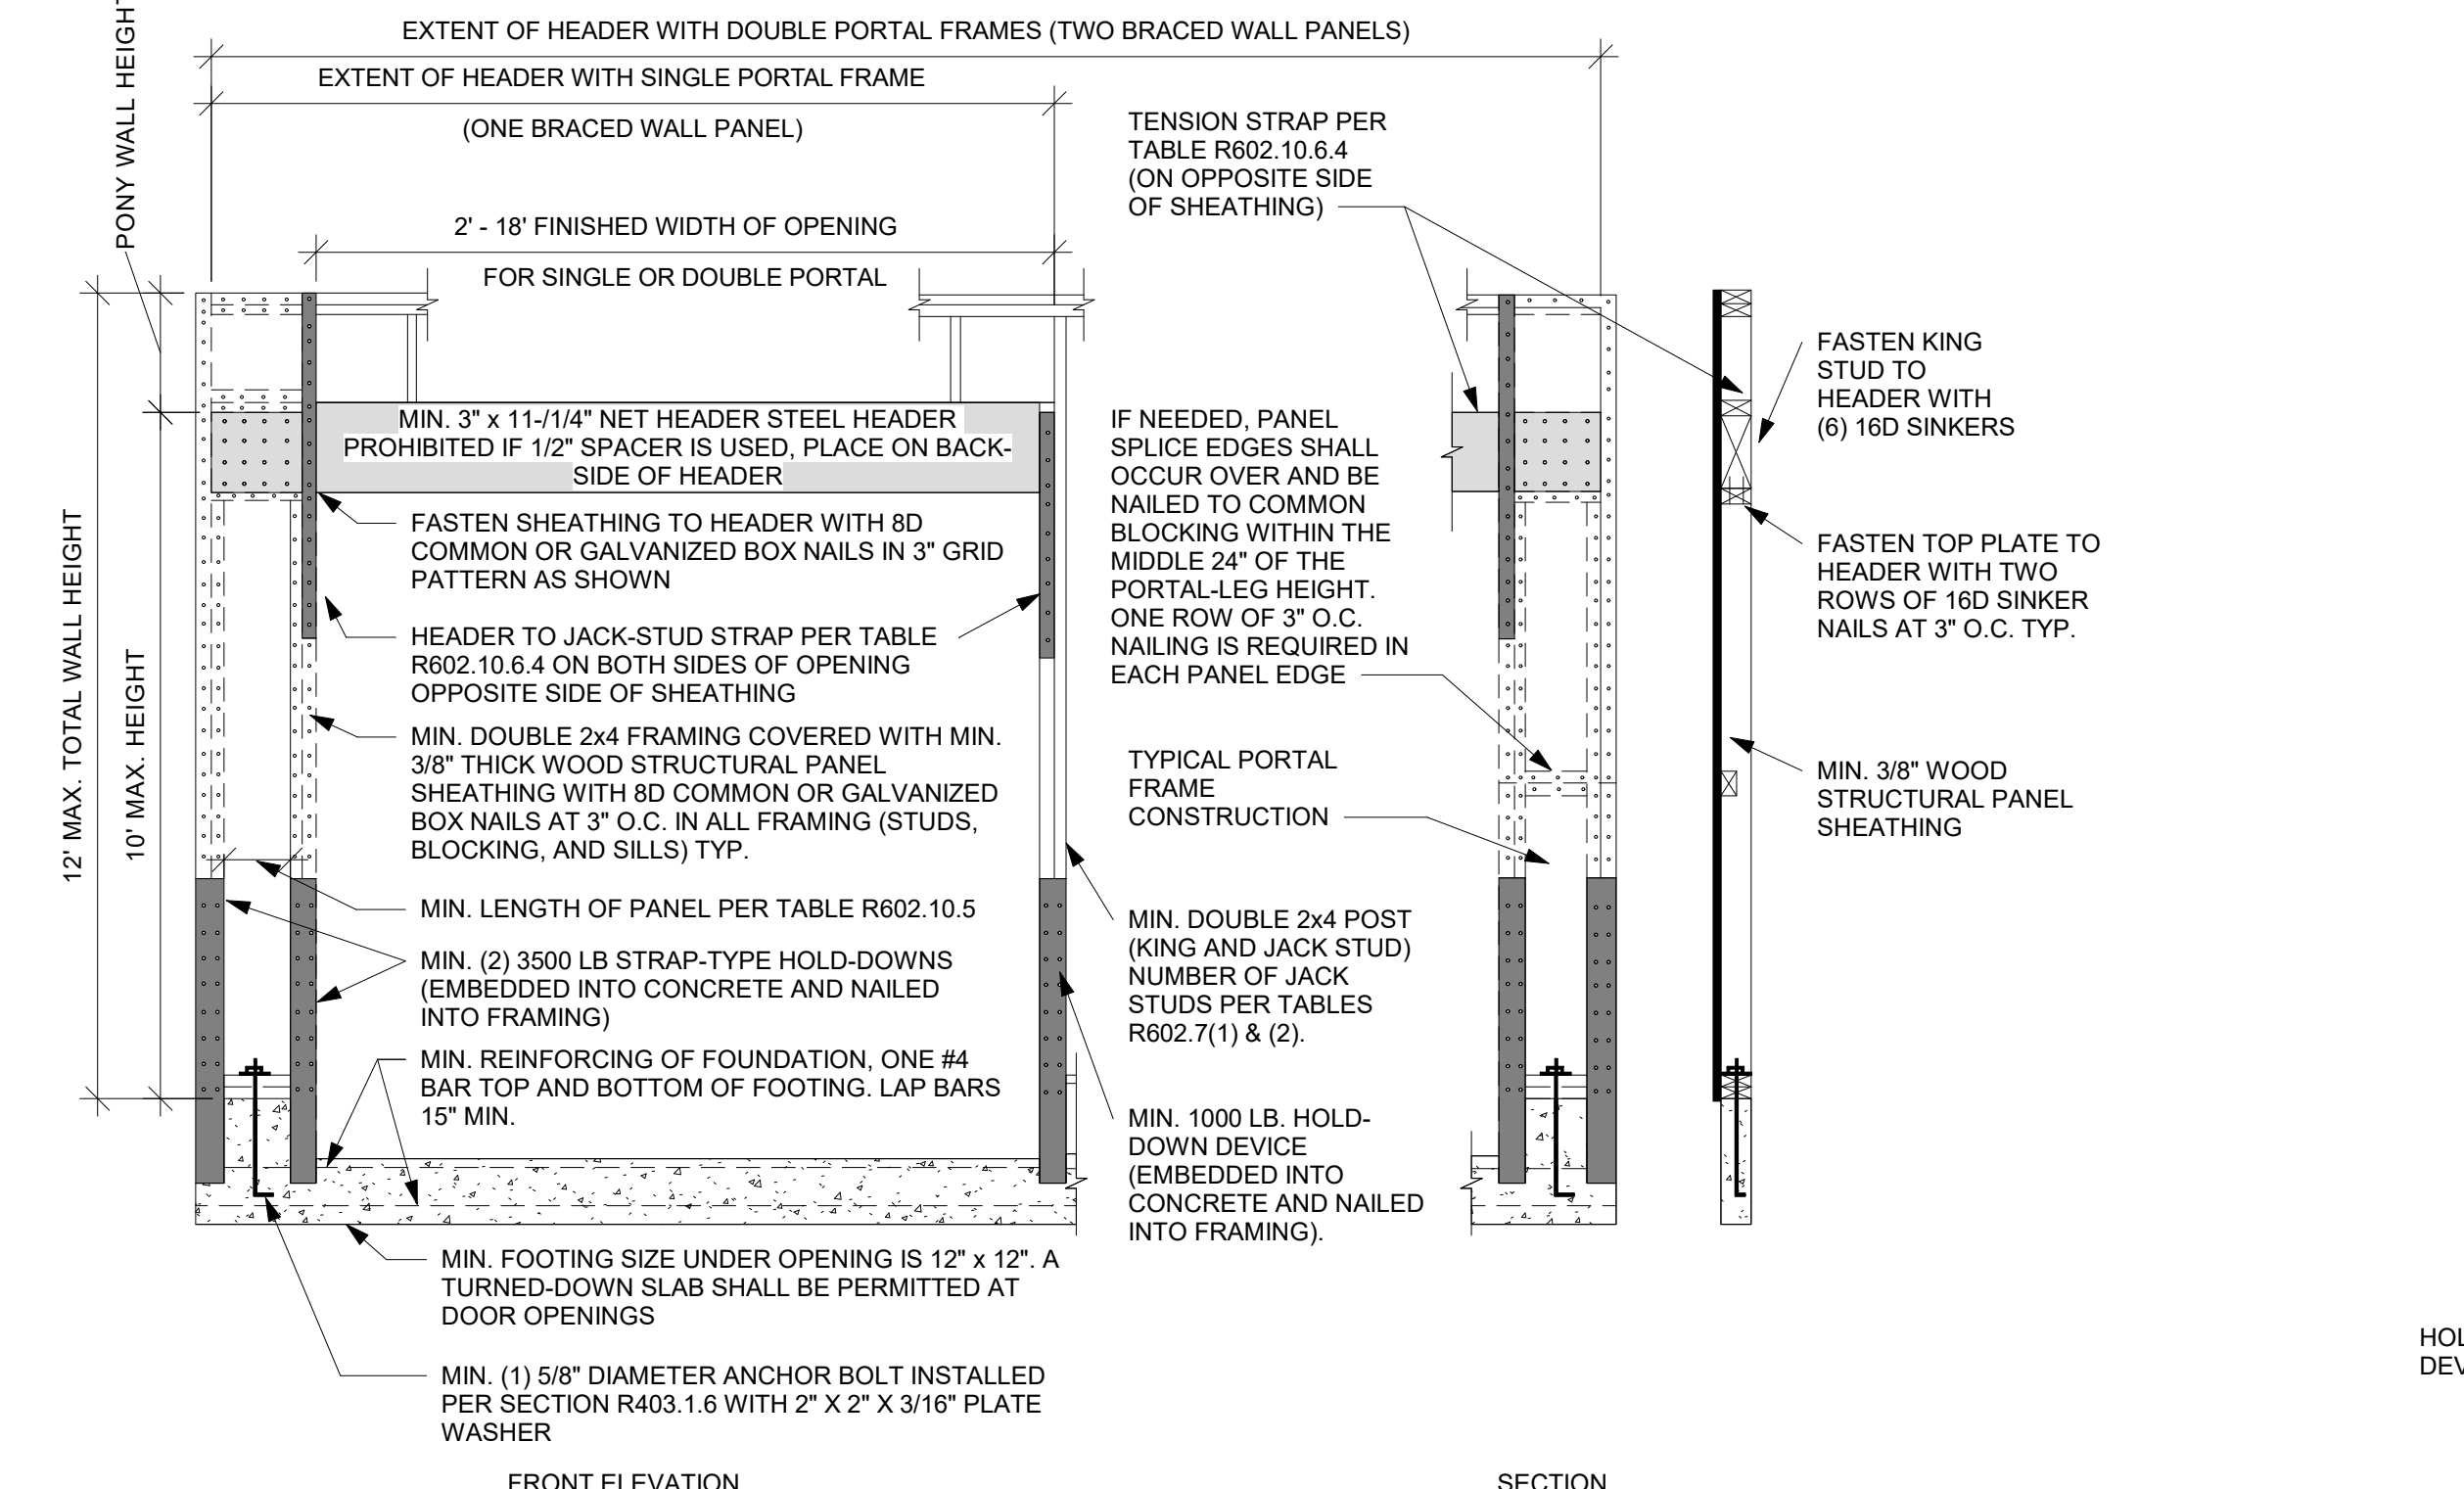 EXTENT OF HEADER WITH DOUBLE PORTAL FRAMES (TWO BRACED WALL PANELS)
EXTENT OF HEADER WITH SINGLE PORTAL FRAME
(ONE BRACED WALL PANEL)
2' - 18' FINISHED WIDTH OF OPENING
FOR SINGLE OR DOUBLE PORTAL
PONY WALL HEIGHT
12' MAX. TOTAL WALL HEIGHT
10' MAX. HEIGHT
MIN. 3" x 11-/1/4" NET HEADER STEEL HEADER
PROHIBITED IF 1/2" SPACER IS USED, PLACE ON BACK-
SIDE OF HEADER
FASTEN SHEATHING TO HEADER WITH 8D
COMMON OR GALVANIZED BOX NAILS IN 3" GRID
PATTERN AS SHOWN
HEADER TO JACK-STUD STRAP PER TABLE
R602.10.6.4 ON BOTH SIDES OF OPENING
OPPOSITE SIDE OF SHEATHING
MIN. DOUBLE 2x4 FRAMING COVERED WITH MIN.
3/8" THICK WOOD STRUCTURAL PANEL
SHEATHING WITH 8D COMMON OR GALVANIZED
BOX NAILS AT 3" O.C. IN ALL FRAMING (STUDS,
BLOCKING, AND SILLS) TYP.
MIN. LENGTH OF PANEL PER TABLE R602.10.5
MIN. (2) 3500 LB STRAP-TYPE HOLD-DOWNS
(EMBEDDED INTO CONCRETE AND NAILED
INTO FRAMING)
MIN. REINFORCING OF FOUNDATION, ONE #4
BAR TOP AND BOTTOM OF FOOTING. LAP BARS
15" MIN.
MIN. FOOTING SIZE UNDER OPENING IS 12" x 12". A
TURNED-DOWN SLAB SHALL BE PERMITTED AT
DOOR OPENINGS
MIN. (1) 5/8" DIAMETER ANCHOR BOLT INSTALLED
PER SECTION R403.1.6 WITH 2" X 2" X 3/16" PLATE
WASHER
FRONT ELEVATION
TENSION STRAP PER
TABLE R602.10.6.4
(ON OPPOSITE SIDE
OF SHEATHING)
IF NEEDED, PANEL
SPLICE EDGES SHALL
OCCUR OVER AND BE
NAILED TO COMMON
BLOCKING WITHIN THE
MIDDLE 24" OF THE
PORTAL-LEG HEIGHT.
ONE ROW OF 3" O.C.
NAILING IS REQUIRED IN
EACH PANEL EDGE
TYPICAL PORTAL
FRAME
CONSTRUCTION
MIN. DOUBLE 2x4 POST
(KING AND JACK STUD)
NUMBER OF JACK
STUDS PER TABLES
R602.7(1) & (2).
MIN. 1000 LB. HOLD-
DOWN DEVICE
(EMBEDDED INTO
CONCRETE AND NAILED
INTO FRAMING).
SECTION
FASTEN KING
STUD TO
HEADER WITH
(6) 16D SINKERS
FASTEN TOP PLATE TO
HEADER WITH TWO
ROWS OF 16D SINKER
NAILS AT 3" O.C. TYP.
MIN. 3/8" WOOD
STRUCTURAL PANEL
SHEATHING